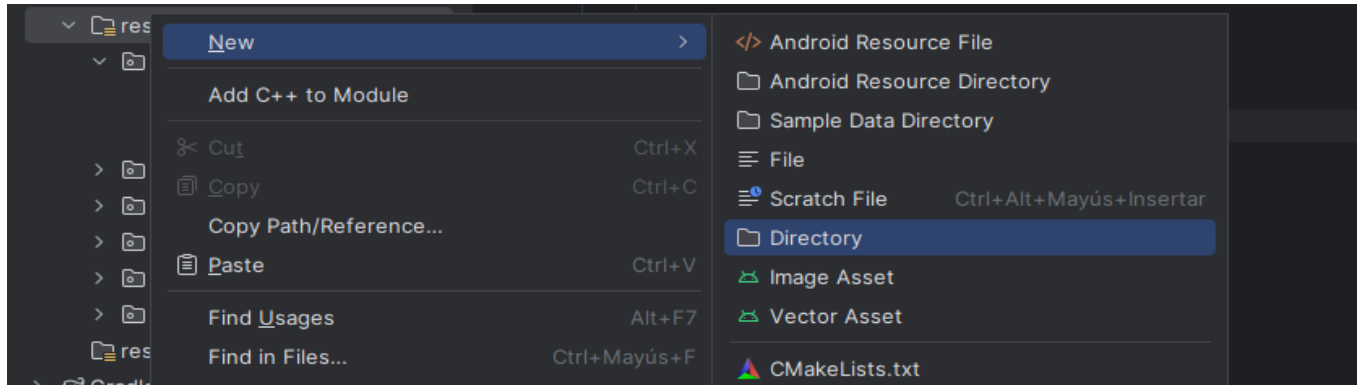 res
New
Add C++ to Module
Cut Ctrl+X
Copy Ctrl+C
Copy Path/Reference...
Paste Ctrl+V
Find Usages Alt+F7
Find in Files... Ctrl+Mayús+F
res
Android Resource File
Android Resource Directory
Sample Data Directory
File
Scratch File Ctrl+Alt+Mayús+Insertar
Directory
Image Asset
Vector Asset
CMakeLists.txt